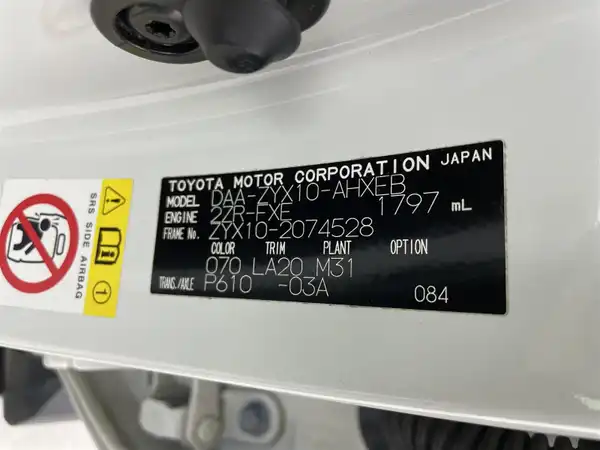 TOYOTA MOTOR CORPORATION JAPAN
MODEL DAA-ZYX10-AHXEB
ENGINE 2ZR-FXE 1797 mL
FRAME No. ZYX10-2074528
COLOR TRIM PLANT OPTION
070 LA20 M31
TRANS./AXLE P610 -03A 084
SRS SIDE AIRBAG
1